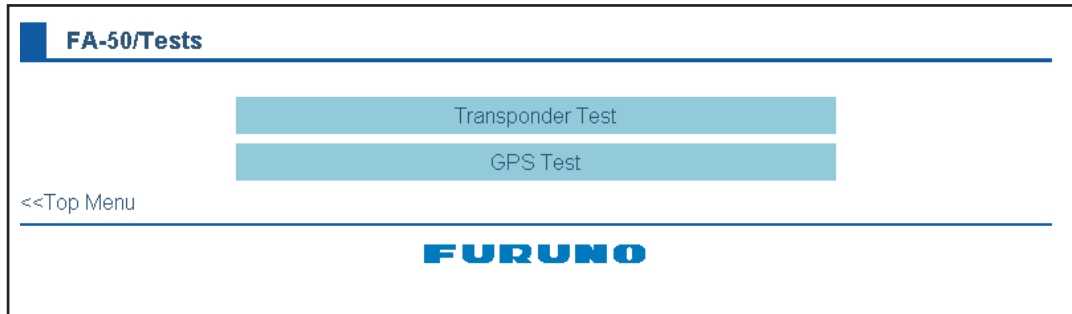 FA-50/Tests
Transponder Test
GPS Test
<<Top Menu
FURUNO